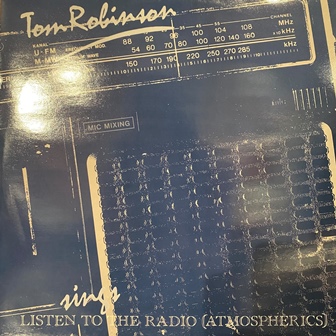 Tom Robinson
CHANNEL
KANAL
U-FM 88 92 96 100 104 108 MHz
54 60 70 80 100 120 140 160 x10 kHz
150 170 190 220 250 270 285 kHz
MIC MIXING
sings
LISTEN TO THE RADIO (ATMOSPHERICS)